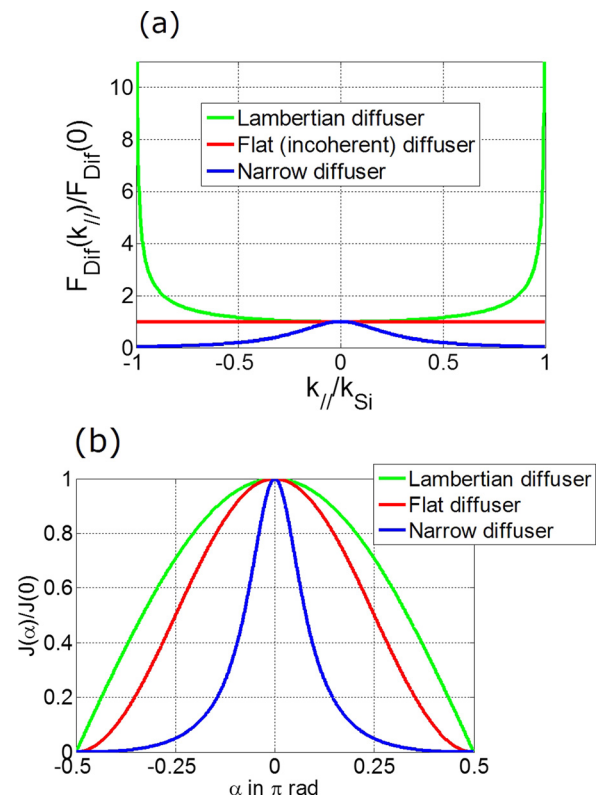 (a)
F_Dif(k_//)/F_Dif(0)
10
8
6
4
2
0
Lambertian diffuser
Flat (incoherent) diffuser
Narrow diffuser
-1
-0.5
0
0.5
1
k_///k_Si
(b)
J(α)/J(0)
1
0.8
0.6
0.4
0.2
0
Lambertian diffuser
Flat diffuser
Narrow diffuser
-0.5
-0.25
0
0.25
0.5
α in π rad